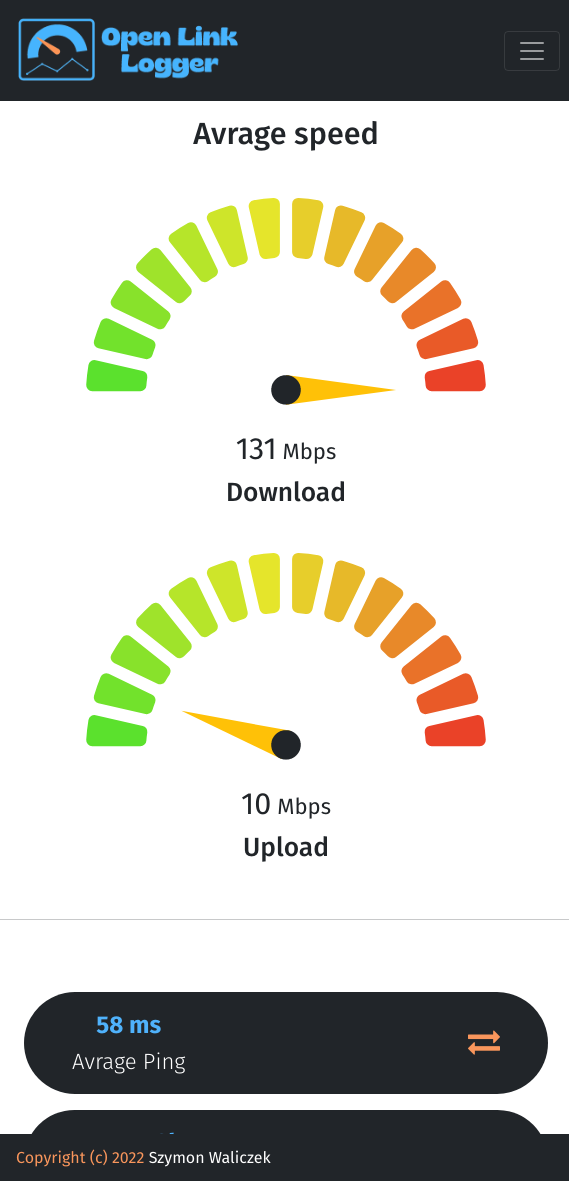 Open Link
Logger
Avrage speed
131 Mbps
Download
10 Mbps
Upload
58 ms
Avrage Ping
Copyright (c) 2022 Szymon Waliczek